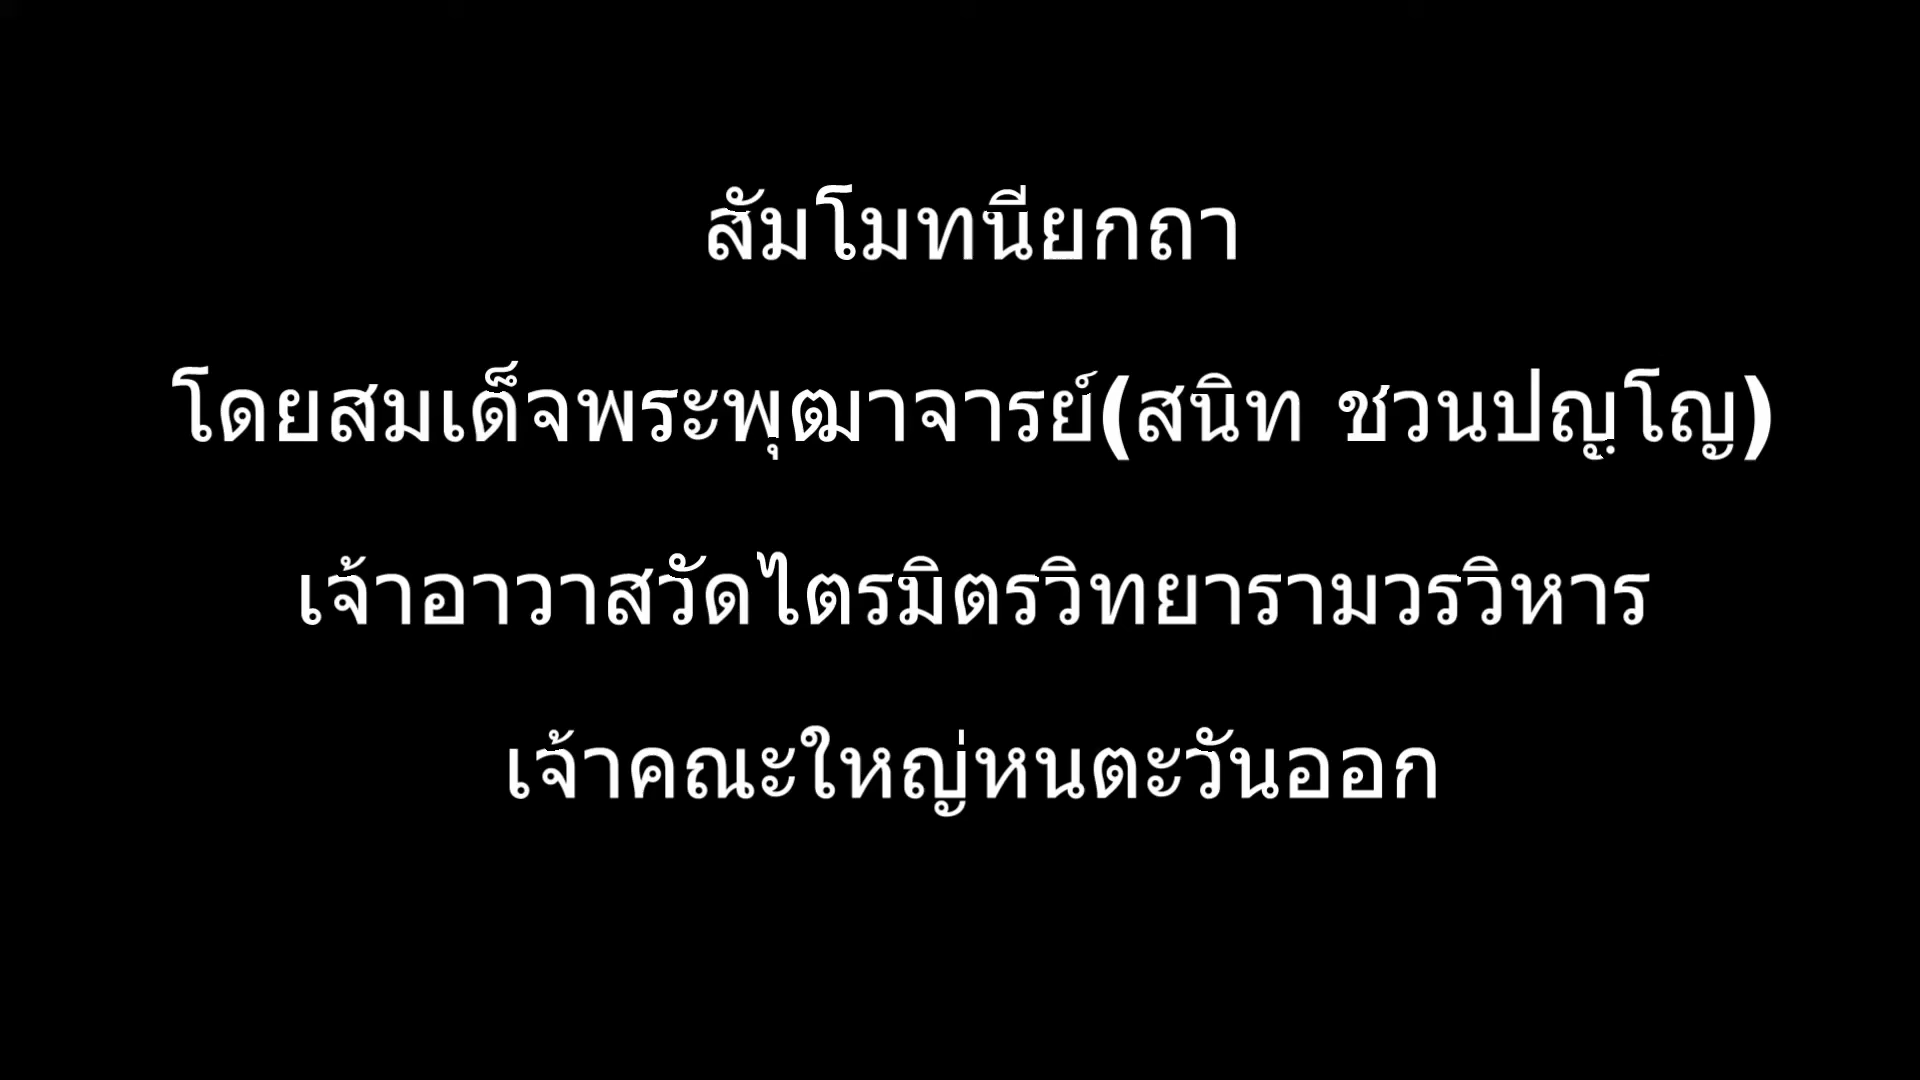 สัมโมทนียกถา
โดยสมเด็จพระพุฒาจารย์(สนิท ชวนปญฺโญ)
เจ้าอาวาสวัดไตรมิตรวิทยารามวรวิหาร
เจ้าคณะใหญ่หนตะวันออก